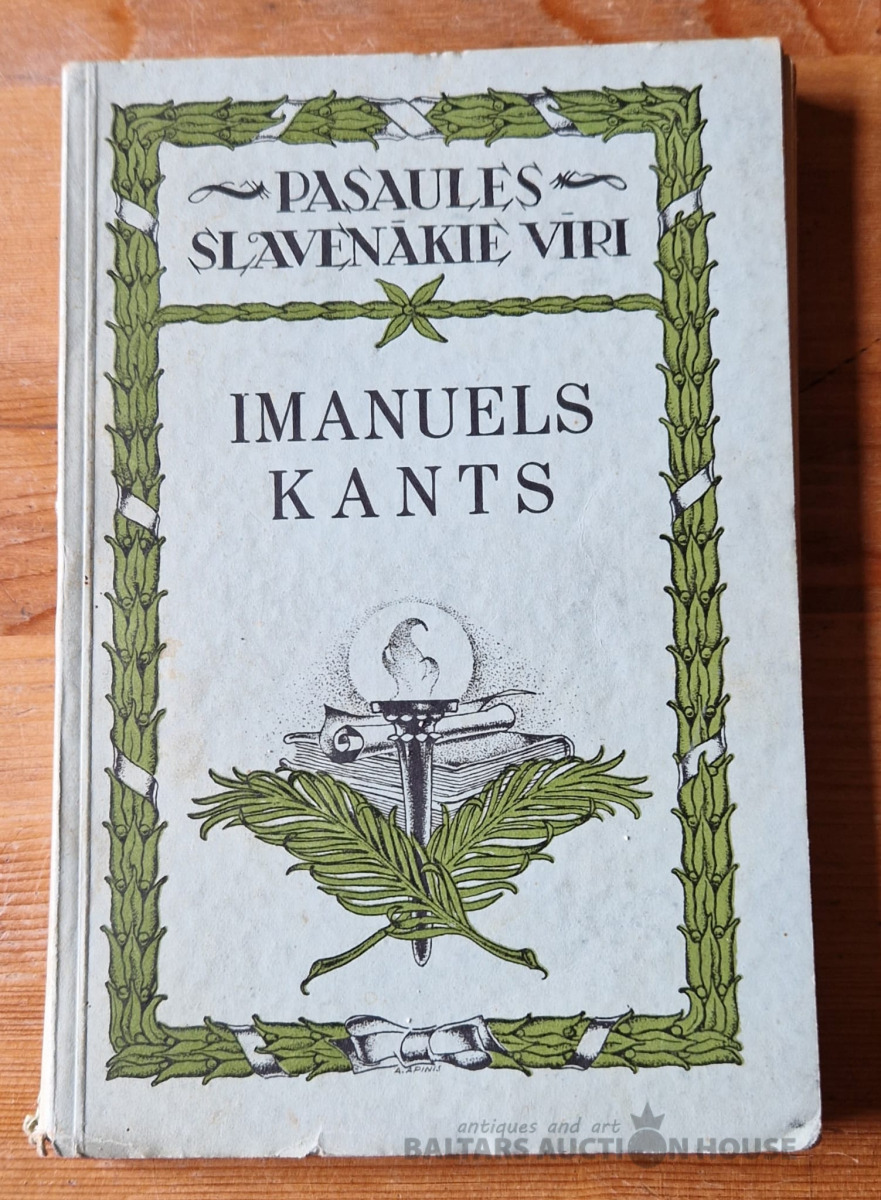 PASAULES
SLAVENĀKIE VĪRI
IMANUELS
KANTS
A. APINIS
antiques and art
BALTARS AUCTION HOUSE